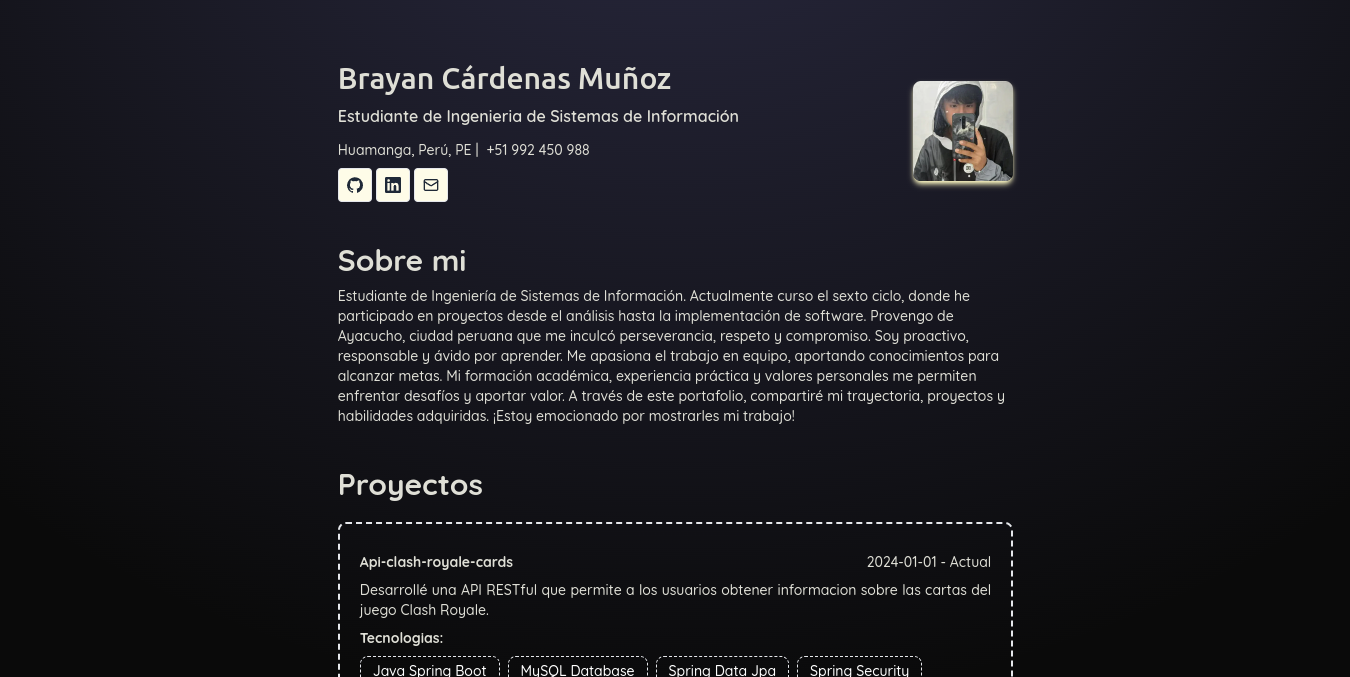 Brayan Cárdenas Muñoz
Estudiante de Ingenieria de Sistemas de Información
Huamanga, Perú, PE | +51 992 450 988
Sobre mi
Estudiante de Ingeniería de Sistemas de Información. Actualmente curso el sexto ciclo, donde he
participado en proyectos desde el análisis hasta la implementación de software. Provengo de
Ayacucho, ciudad peruana que me inculcó perseverancia, respeto y compromiso. Soy proactivo,
responsable y ávido por aprender. Me apasiona el trabajo en equipo, aportando conocimientos para
alcanzar metas. Mi formación académica, experiencia práctica y valores personales me permiten
enfrentar desafíos y aportar valor. A través de este portafolio, compartiré mi trayectoria, proyectos y
habilidades adquiridas. ¡Estoy emocionado por mostrarles mi trabajo!
Proyectos
Api-clash-royale-cards 2024-01-01 - Actual
Desarrollé una API RESTful que permite a los usuarios obtener informacion sobre las cartas del
juego Clash Royale.
Tecnologias:
Java Spring Boot MySQL Database Spring Data Jpa Spring Security